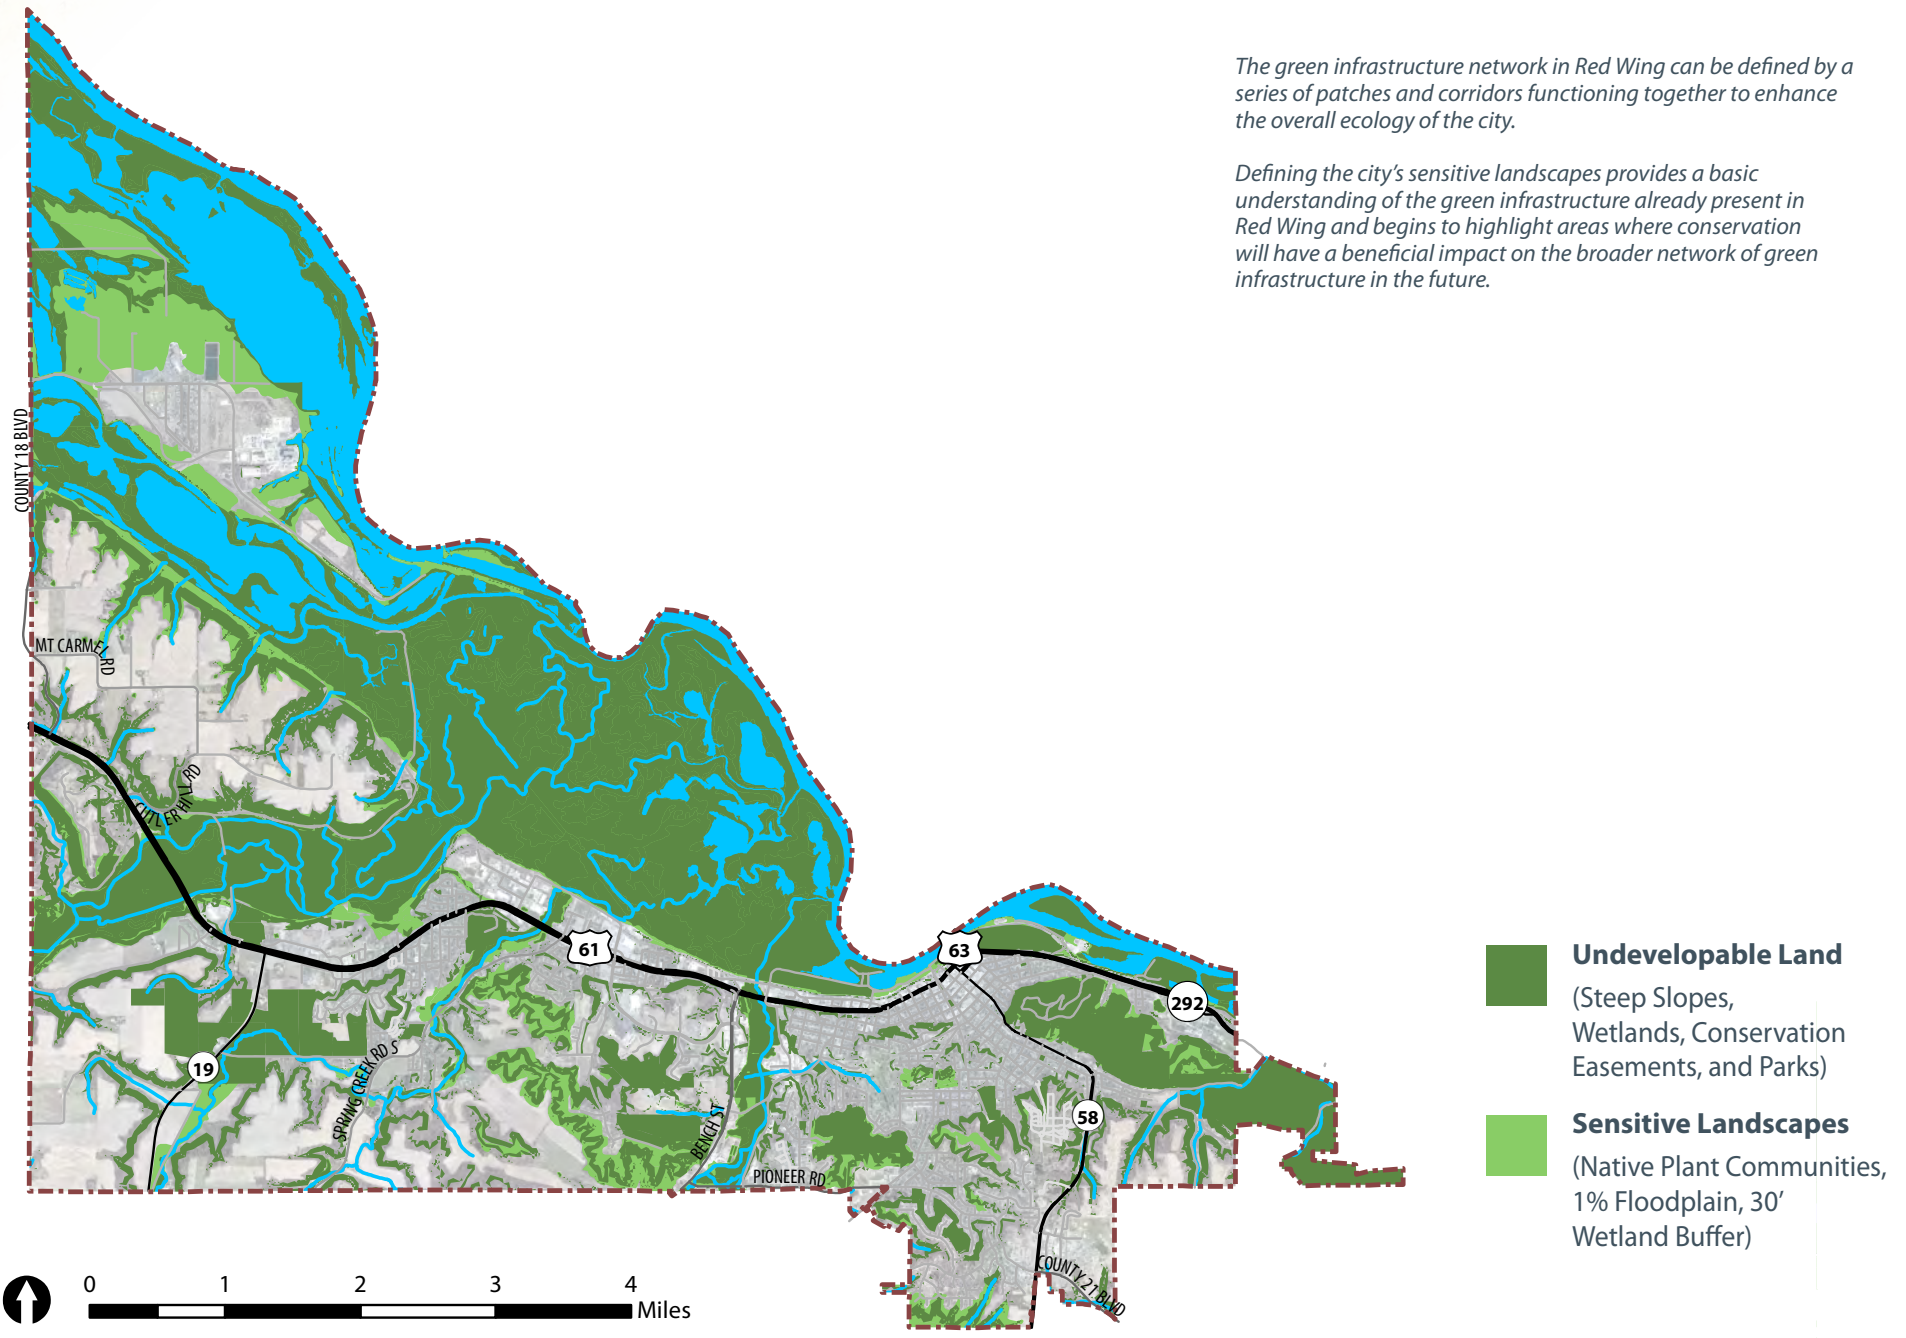 The green infrastructure network in Red Wing can be defined by a
series of patches and corridors functioning together to enhance
the overall ecology of the city.
Defining the city's sensitive landscapes provides a basic
understanding of the green infrastructure already present in
Red Wing and begins to highlight areas where conservation
will have a beneficial impact on the broader network of green
infrastructure in the future.
COUNTY 18 BLVD
MT CARMEL RD
CUTLER HILL RD
61
63
292
19
SPRING CREEK RD S
58
BENCH ST
PIONEER RD
COUNTY 21 BLVD
Undevelopable Land
(Steep Slopes,
Wetlands, Conservation
Easements, and Parks)
Sensitive Landscapes
(Native Plant Communities,
1% Floodplain, 30'
Wetland Buffer)
0 1 2 3 4
Miles